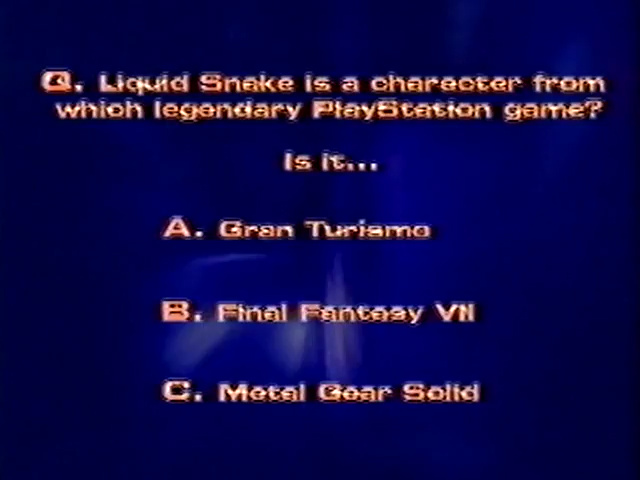 Q. Liquid Snake is a character from
which legendary PlayStation game?
Is it...
A. Gran Turismo
B. Final Fantasy VII
C. Metal Gear Solid